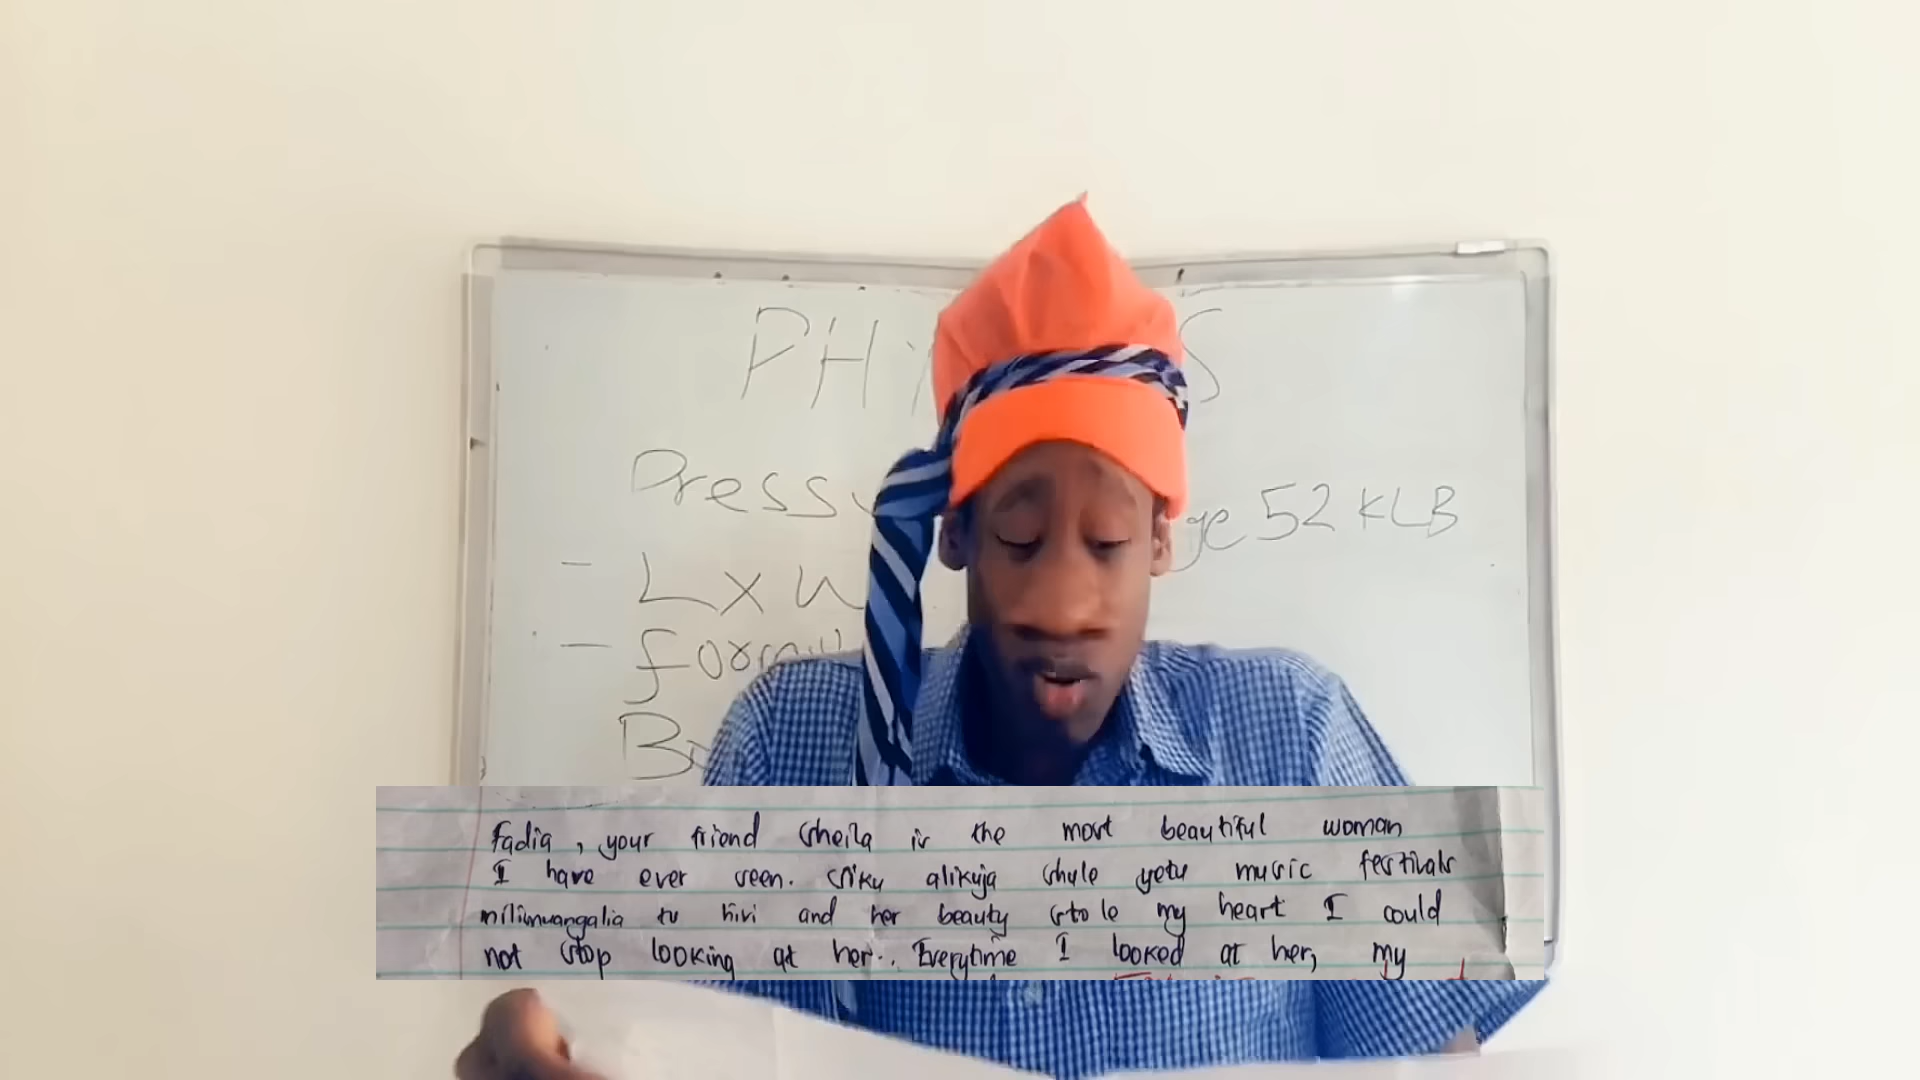 PHY S
Press ge 52 KLB
- L x W
- form
B
Fadia, your friend Sheila is the most beautiful woman
I have ever seen. Siku alikuja shule yetu music festivals
niliimuangalia tu hivi and her beauty stole my heart I could
not stop looking at her.. Everytime I looked at her, my